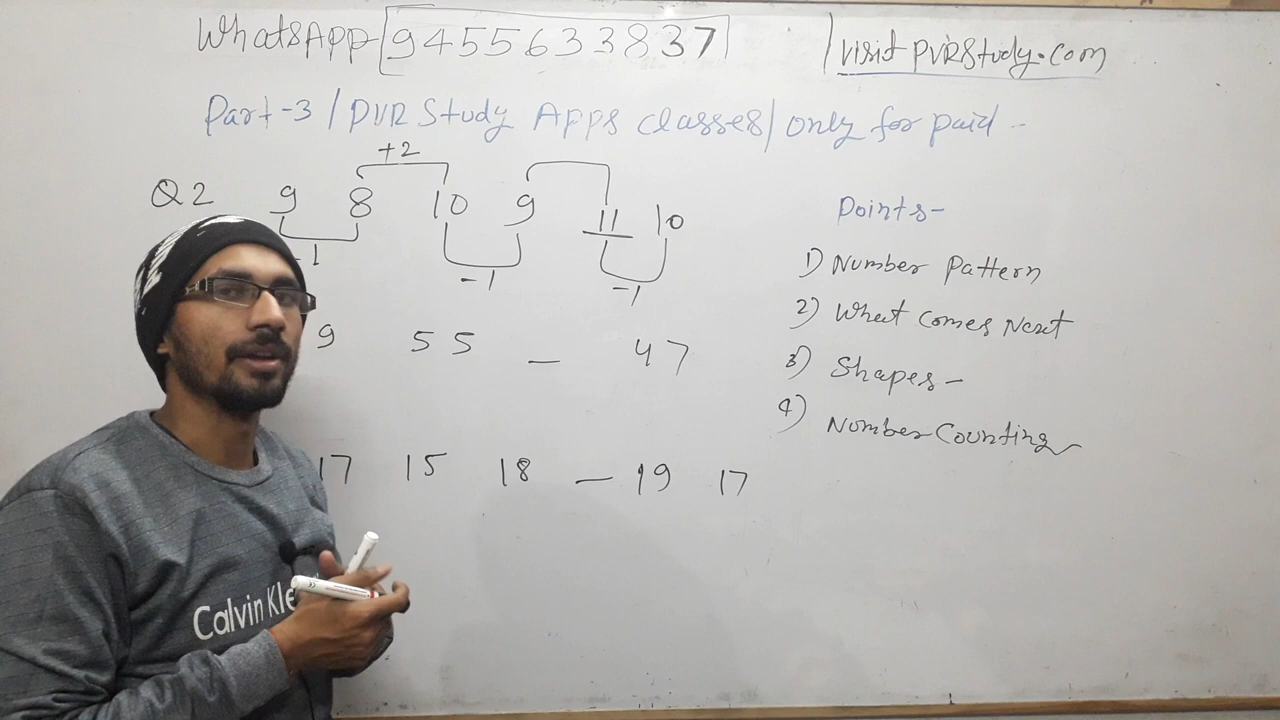 WhatsApp-9455633837 | visit PVRStudy.com
Part-3 / PVR Study Apps classes/ only for paid -
+2
Q2 9 8 10 9 11 10
-1 -1 -1
9 55 _ 47
17 15 18 _ 19 17
Points-
1) Number Pattern
2) What comes Next
3) Shapes-
4) Number Counting
Calvin Kle